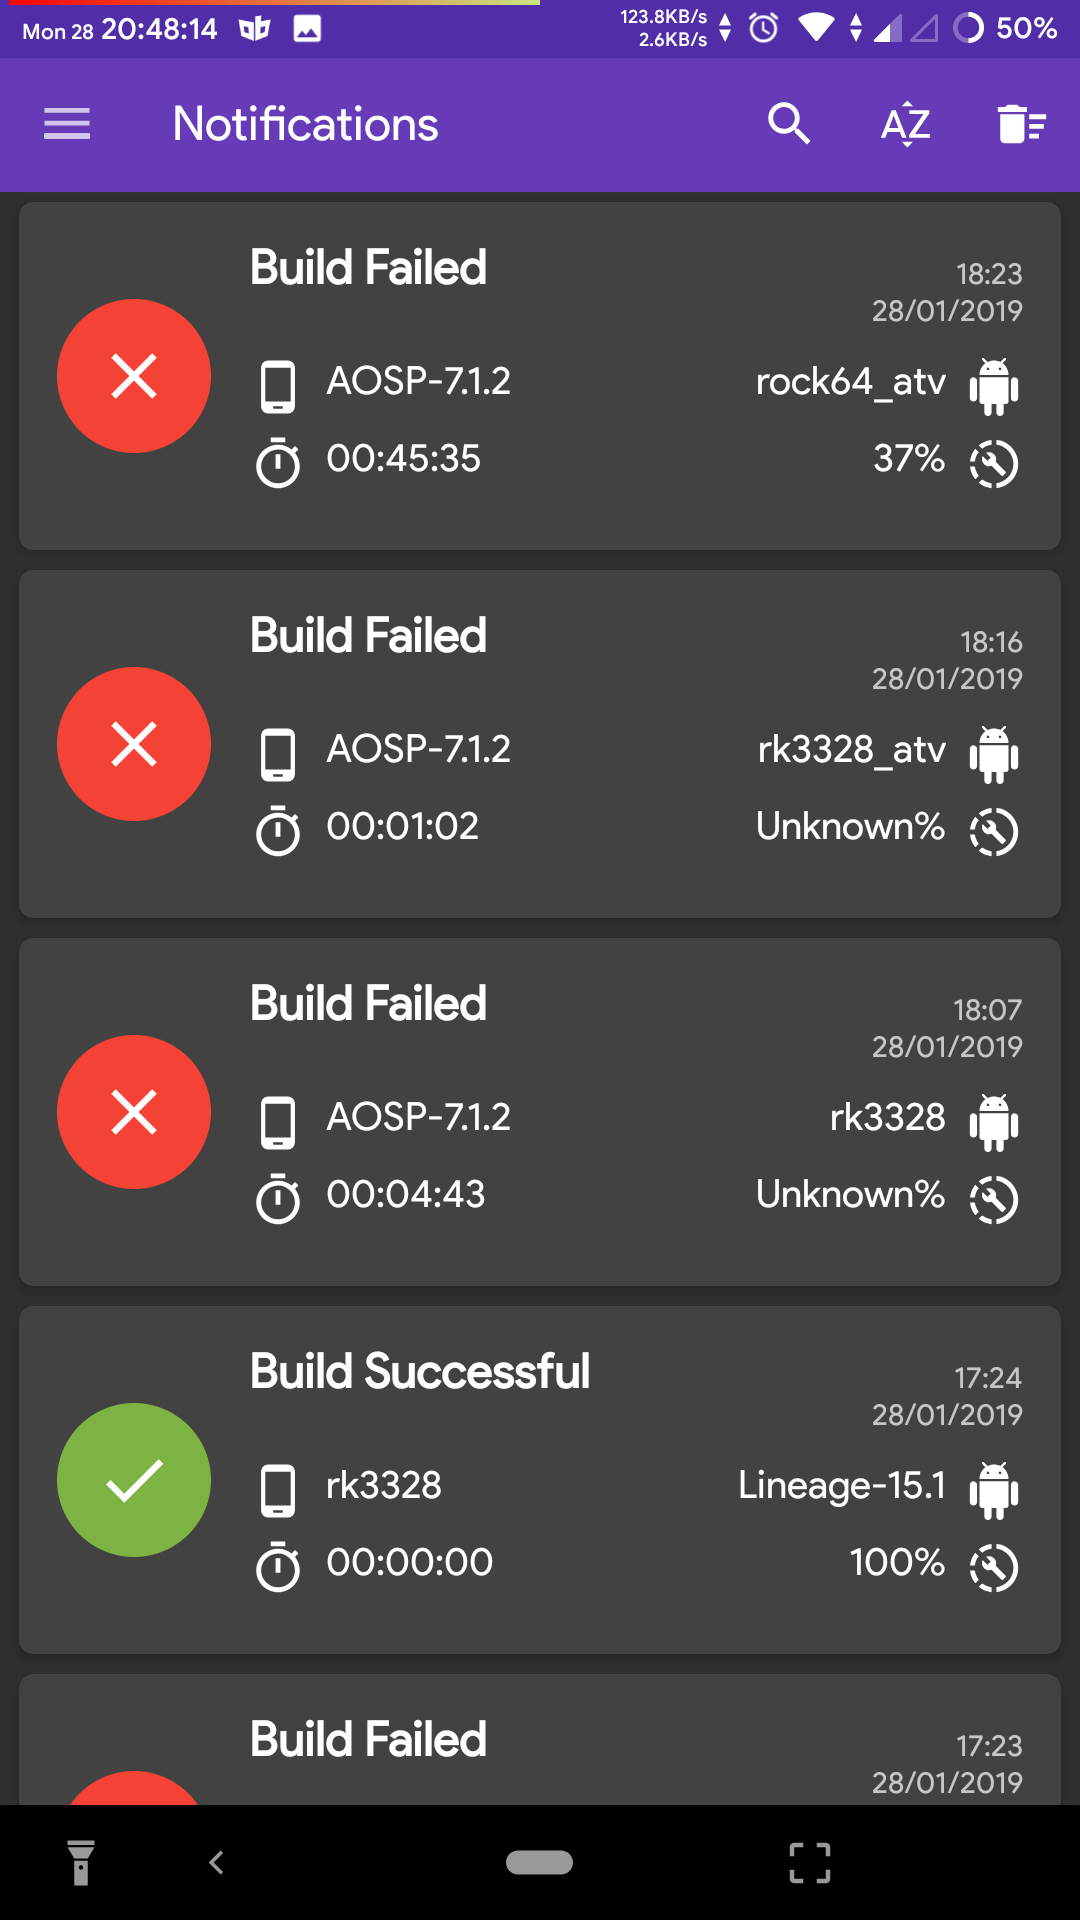 Mon 28 20:48:14 123.8KB/s 50%
2.6KB/s
Notifications AZ
Build Failed
18:23
28/01/2019
AOSP-7.1.2 rock64_atv
00:45:35 37%
Build Failed
18:16
28/01/2019
AOSP-7.1.2 rk3328_atv
00:01:02 Unknown%
Build Failed
18:07
28/01/2019
AOSP-7.1.2 rk3328
00:04:43 Unknown%
Build Successful
17:24
28/01/2019
rk3328 Lineage-15.1
00:00:00 100%
Build Failed
17:23
28/01/2019